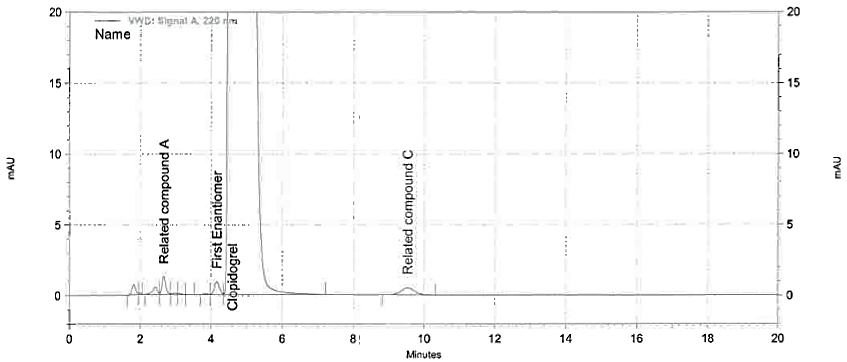 VWD: Signal A, 220 nm
Name
20
20
15
15
10
10
5
5
0
0
mAU
mAU
Related compound A
First Enantiomer
Clopidogrel
Related compound C
0 2 4 6 8 10 12 14 16 18 20
Minutes